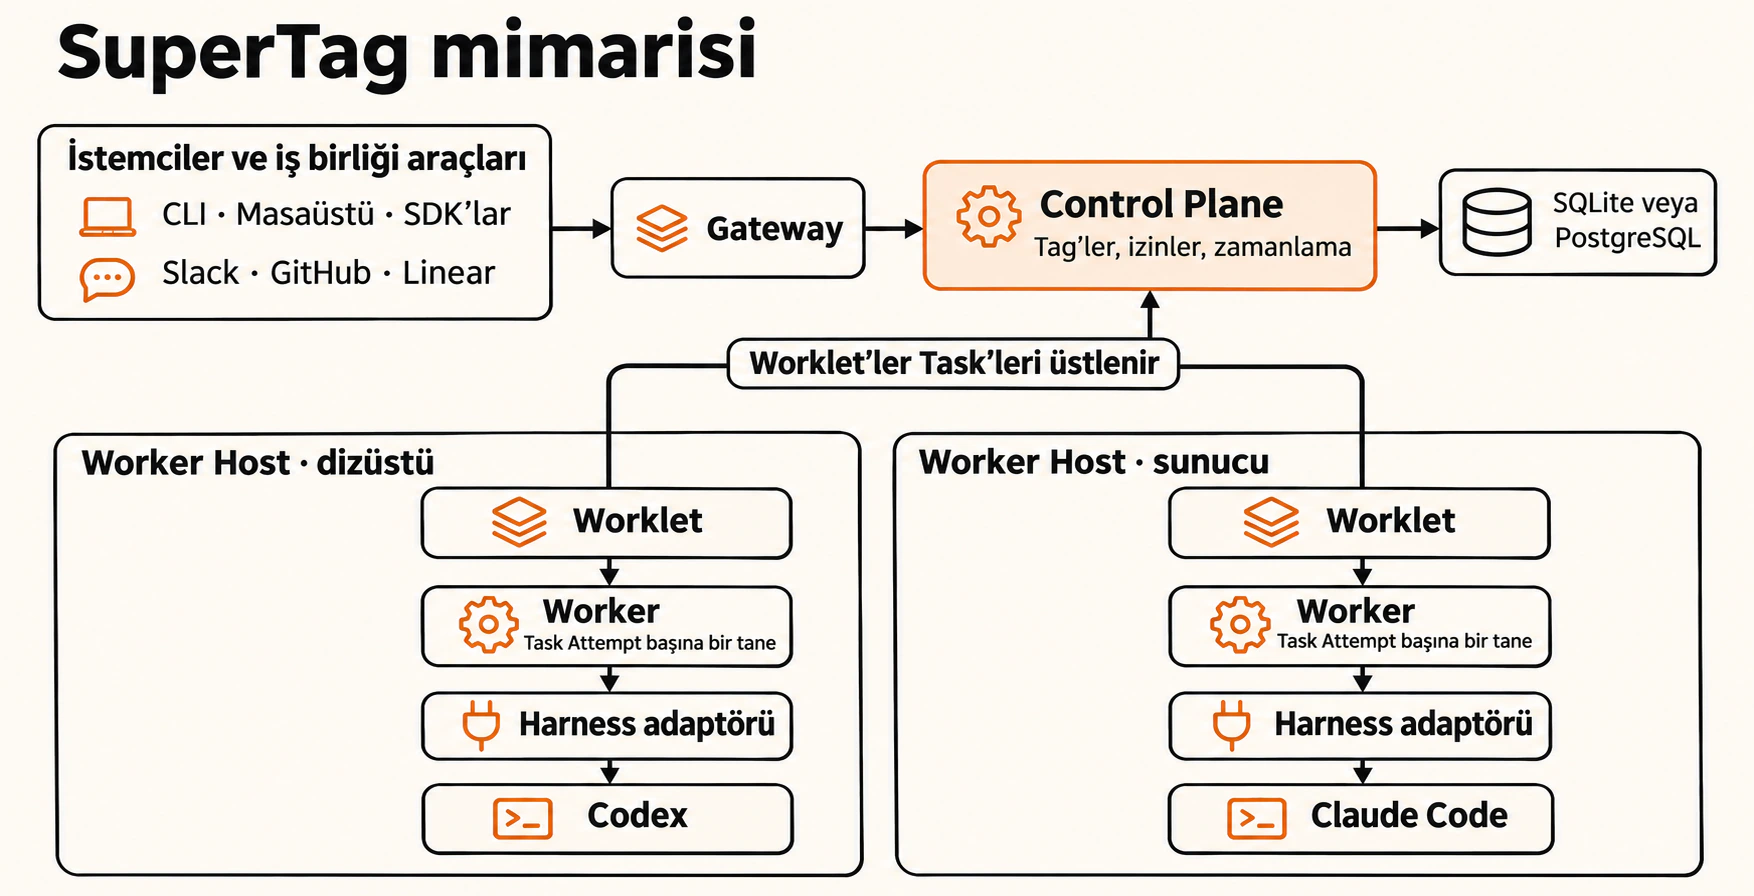 SuperTag mimarisi
İstemciler ve iş birliği araçları
CLI · Masaüstü · SDK’lar
Slack · GitHub · Linear
Gateway
Control Plane
Tag’ler, izinler, zamanlama
SQLite veya
PostgreSQL
Worklet’ler Task’leri üstlenir
Worker Host · dizüstü
Worklet
Worker
Task Attempt başına bir tane
Harness adaptörü
Codex
Worker Host · sunucu
Worklet
Worker
Task Attempt başına bir tane
Harness adaptörü
Claude Code